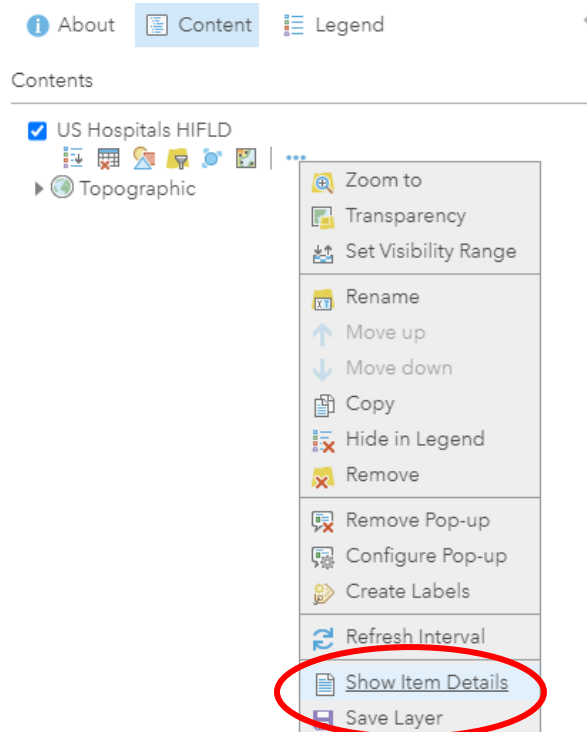 About Content Legend
Contents
US Hospitals HIFLD
Topographic
Zoom to
Transparency
Set Visibility Range
Rename
Move up
Move down
Copy
Hide in Legend
Remove
Remove Pop-up
Configure Pop-up
Create Labels
Refresh Interval
Show Item Details
Save Layer